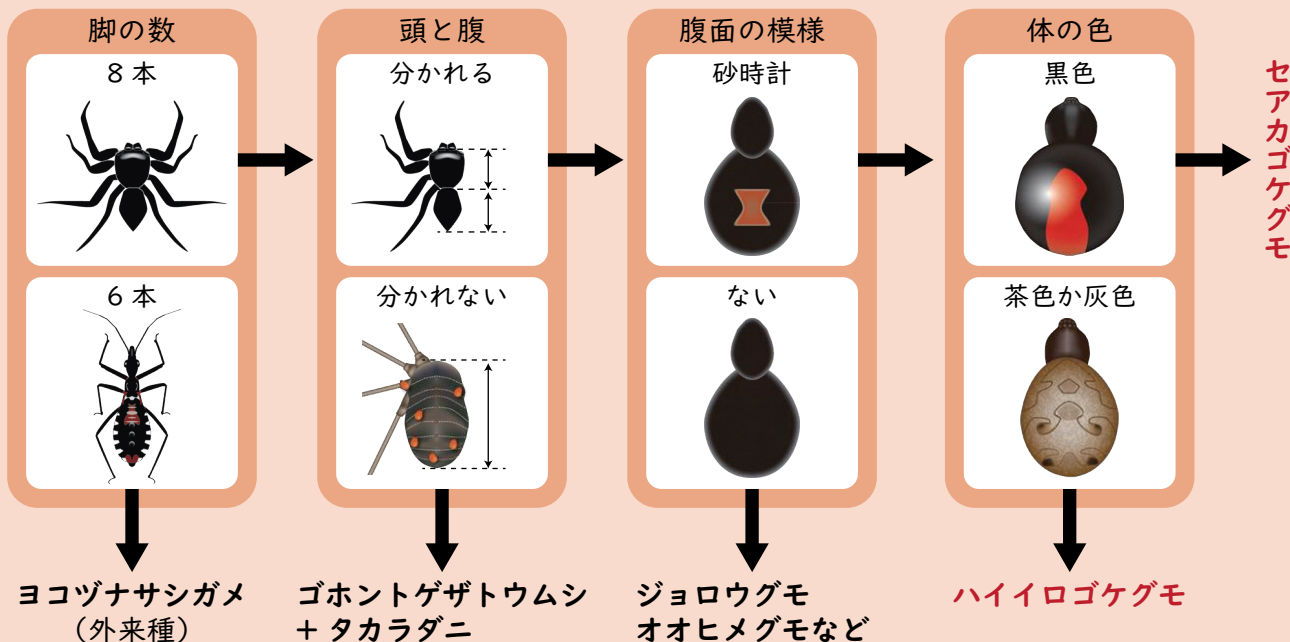 脚の数
8本
6本
ヨコヅナサシガメ
（外来種）
頭と腹
分かれる
分かれない
ゴホントゲザトウムシ
+ タカラダニ
腹面の模様
砂時計
ない
ジョロウグモ
オオヒメグモなど
体の色
黒色
茶色か灰色
ハイイロゴケグモ
セアカゴケグモ